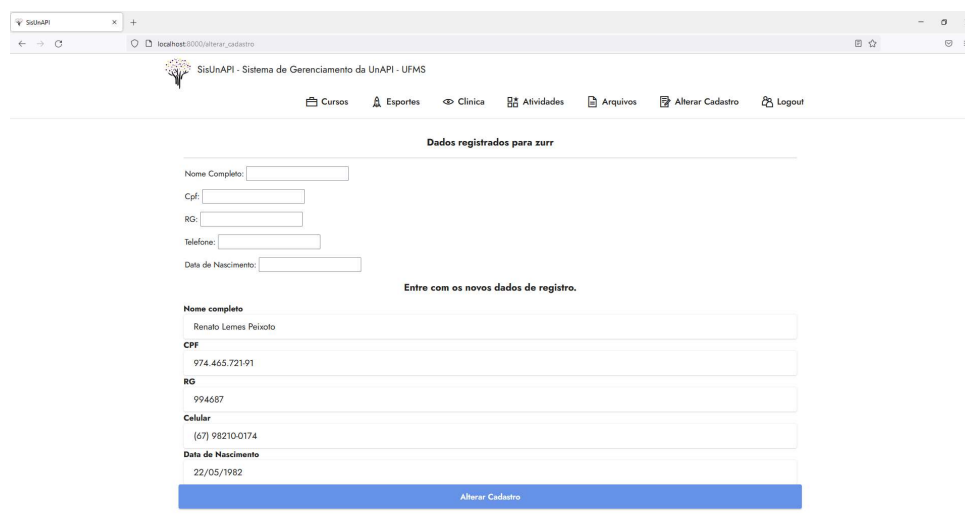 SisUnAPI
localhost:8000/alterar_cadastro
SisUnAPI - Sistema de Gerenciamento da UnAPI - UFMS
Cursos Esportes Clínica Atividades Arquivos Alterar Cadastro Logout
Dados registrados para zurr
Nome Completo:
Cpf:
RG:
Telefone:
Data de Nascimento:
Entre com os novos dados de registro.
Nome completo
Renato Lemes Peixoto
CPF
974.465.721-91
RG
994687
Celular
(67) 98210-0174
Data de Nascimento
22/05/1982
Alterar Cadastro